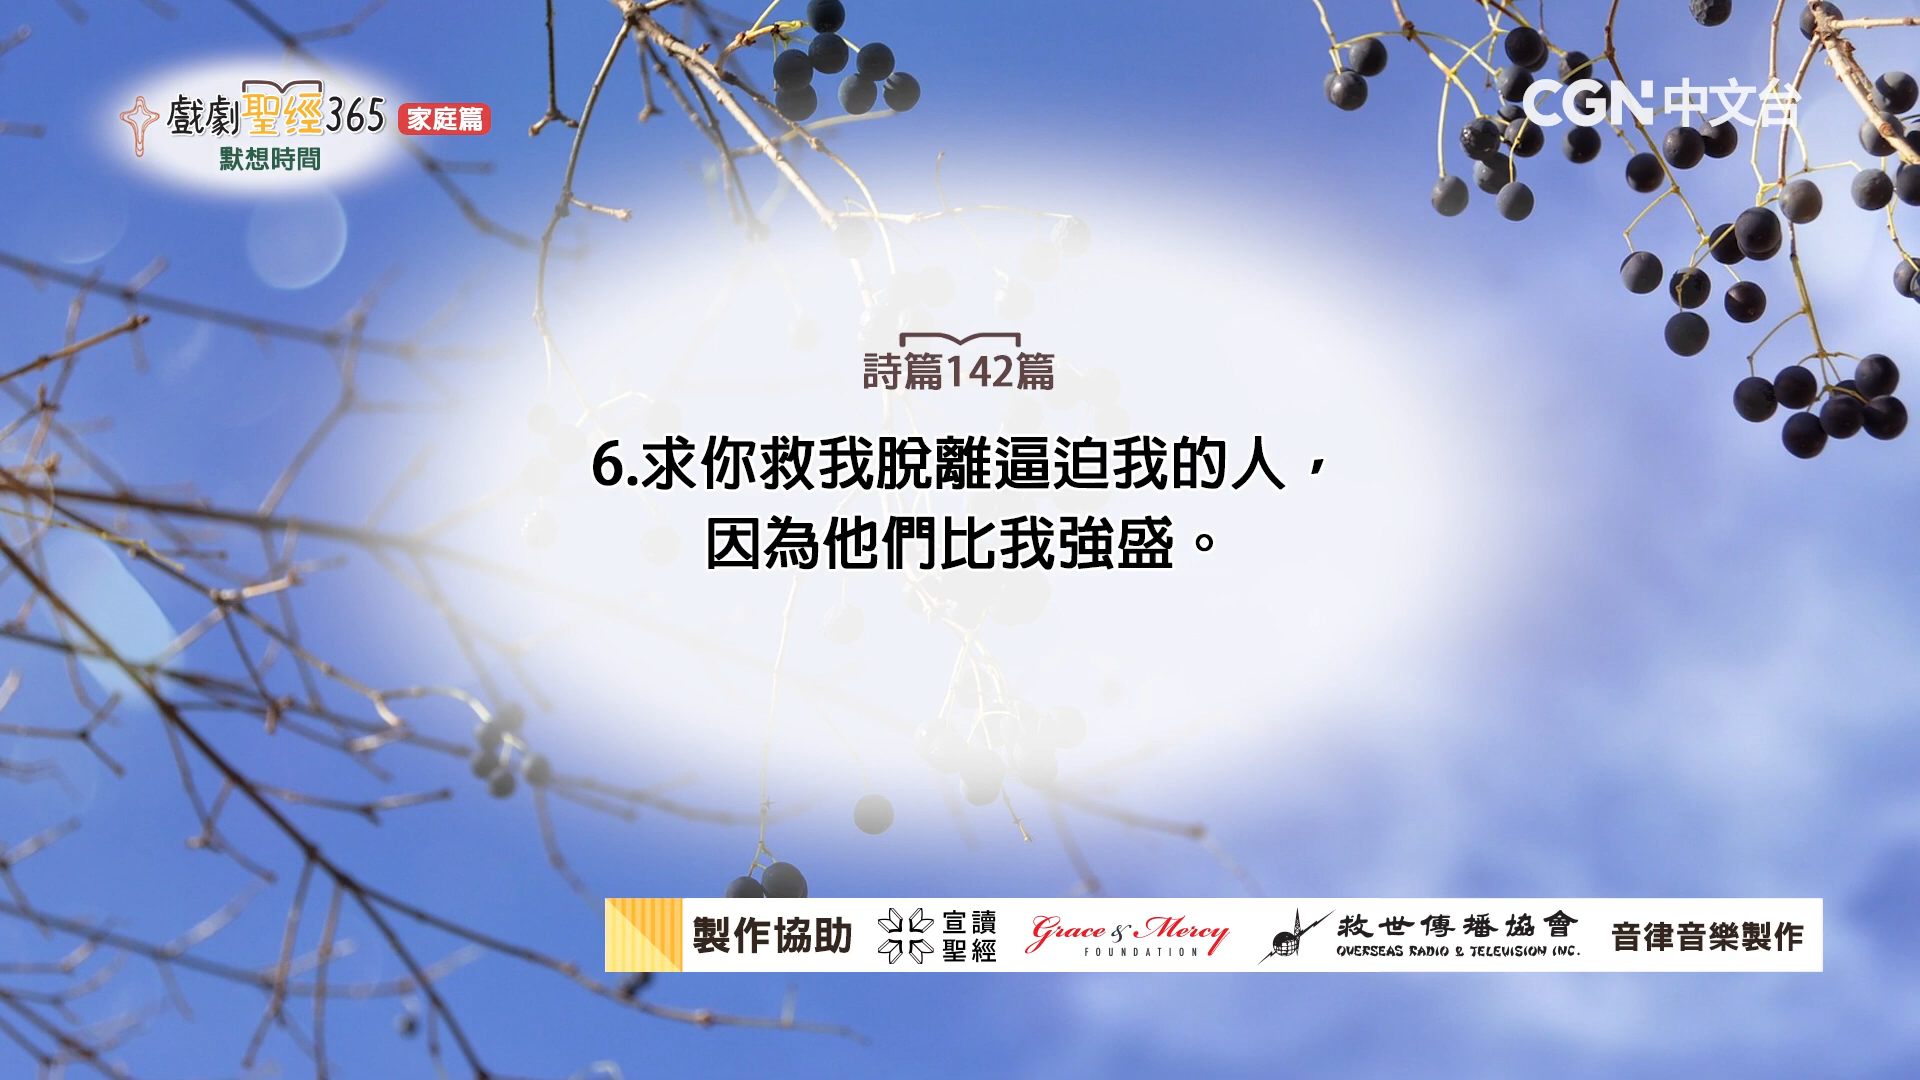 戲劇聖經365 家庭篇
默想時間
CGN中文台
詩篇142篇
6.求你救我脫離逼迫我的人，
因為他們比我強盛。
製作協助
宣讀
聖經
Grace & Mercy
FOUNDATION
救世傳播協會
OVERSEAS RADIO & TELEVISION INC.
音律音樂製作